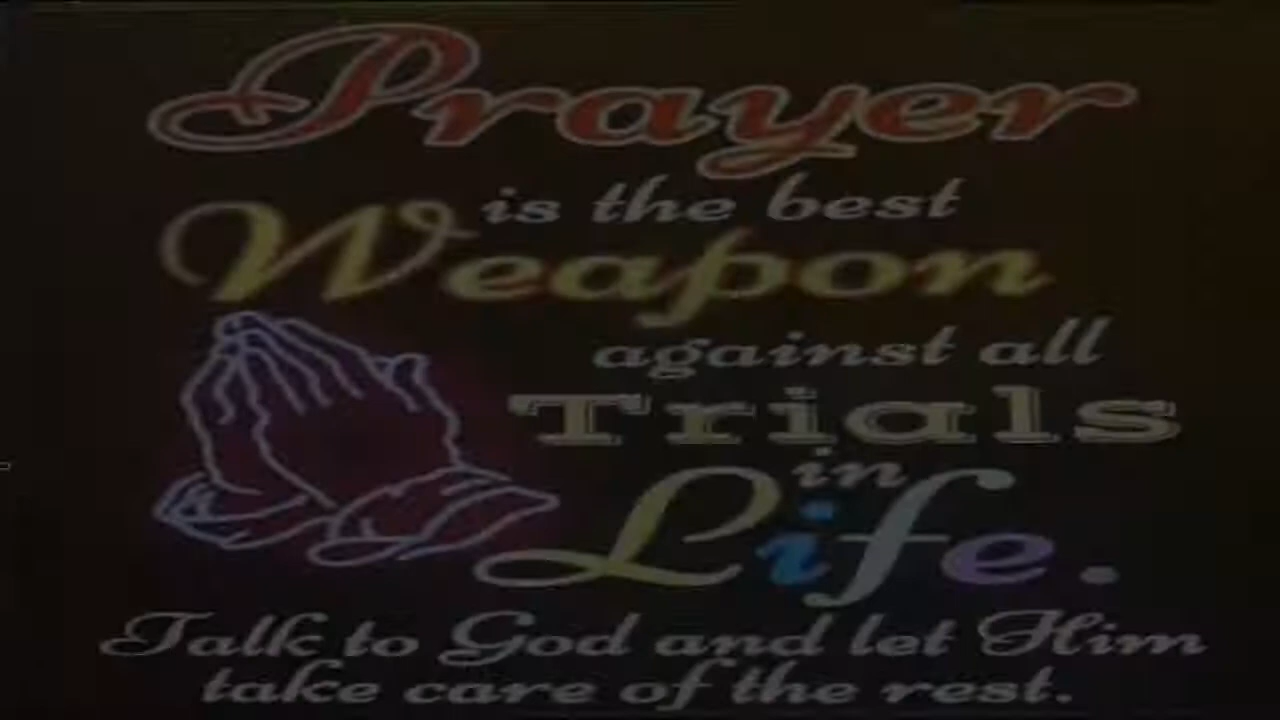 Prayer
is the best
Weapon
against all
Trials
in
Life.
Talk to God and let Him
take care of the rest.